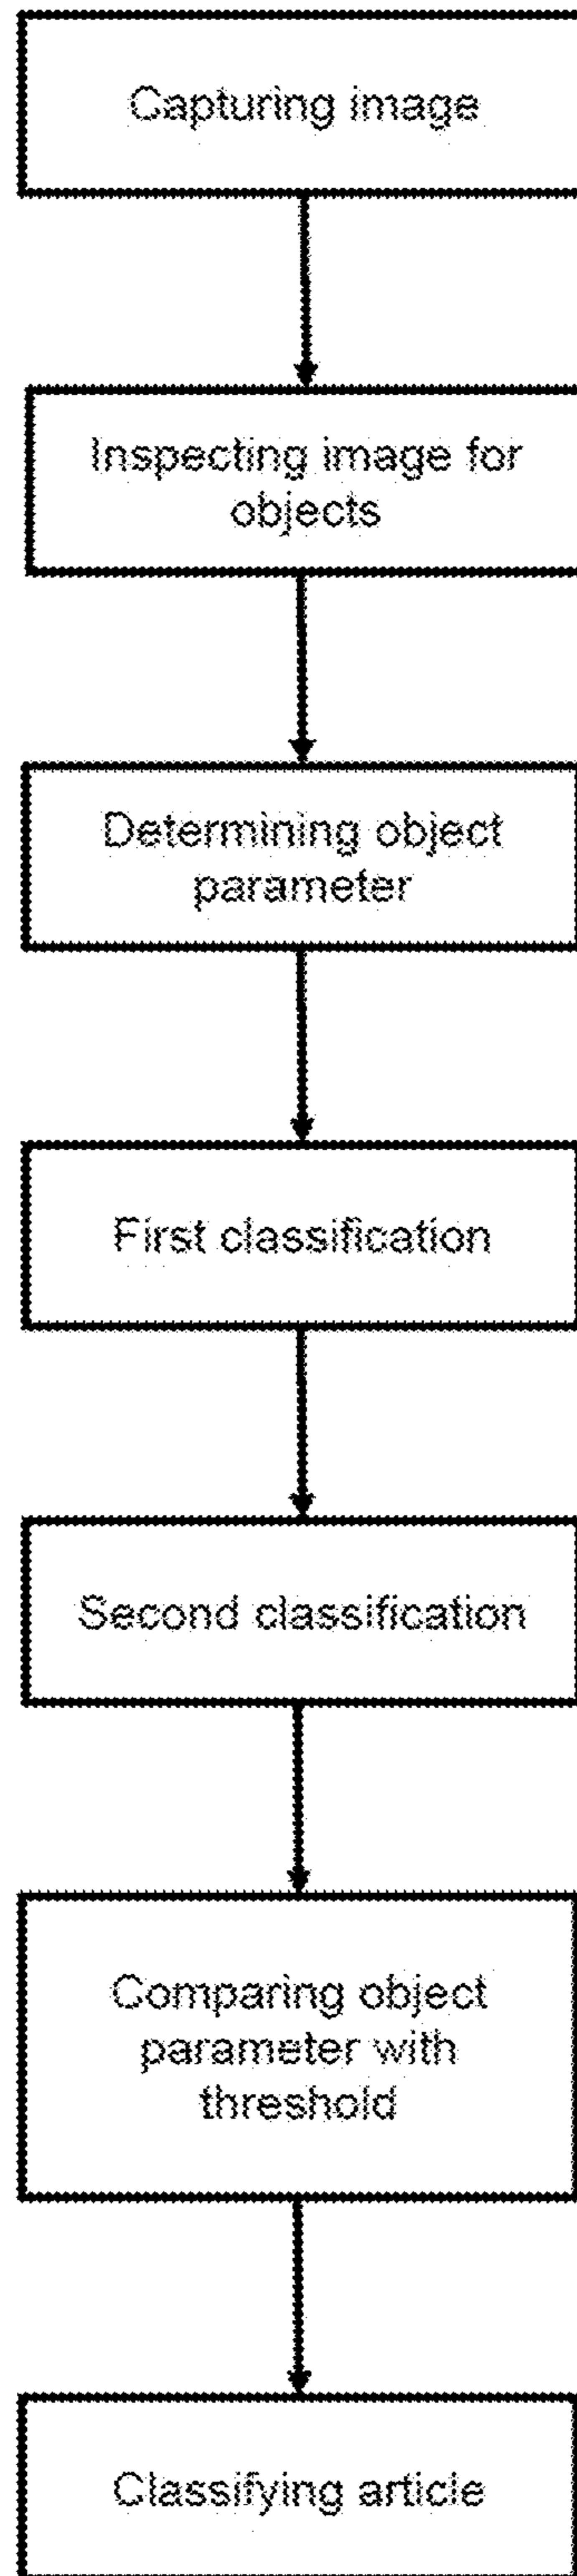 Capturing image
Inspecting image for
objects
Determining object
parameter
First classification
Second classification
Comparing object
parameter with
threshold
Classifying article